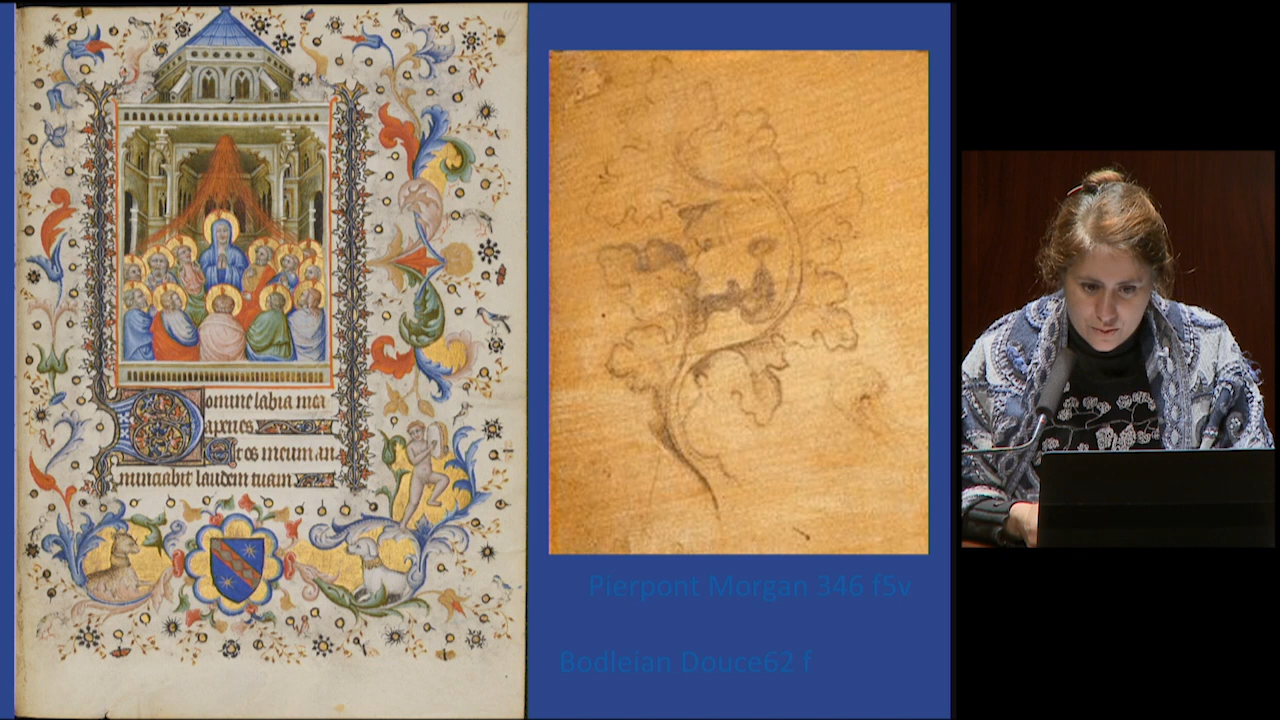 Domine labia mea
aperies
Et os meum an
nunciabit laudem tuam
Pierpont Morgan 346 f5v
Bodleian Douce62 f